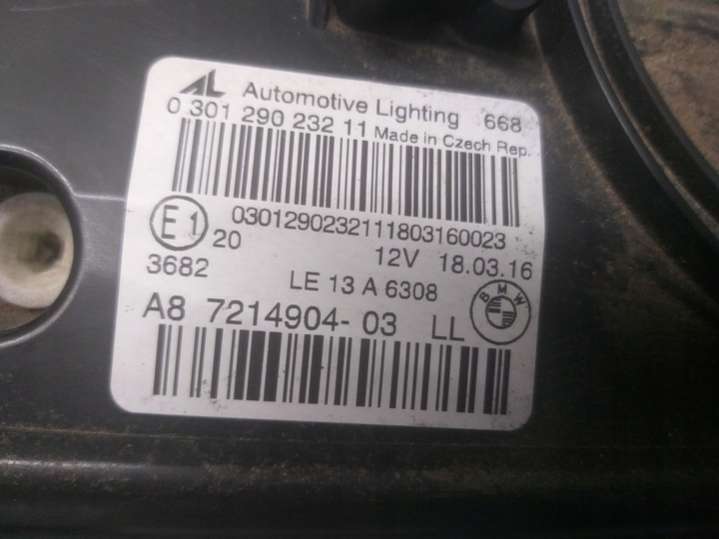 AL Automotive Lighting 668
0 301 290 232 11 Made in Czech Rep.
0301290232111803160023
E1 20 12V 18.03.16
3682 LE 13 A 6308 BMW
A8 7214904-03 LL